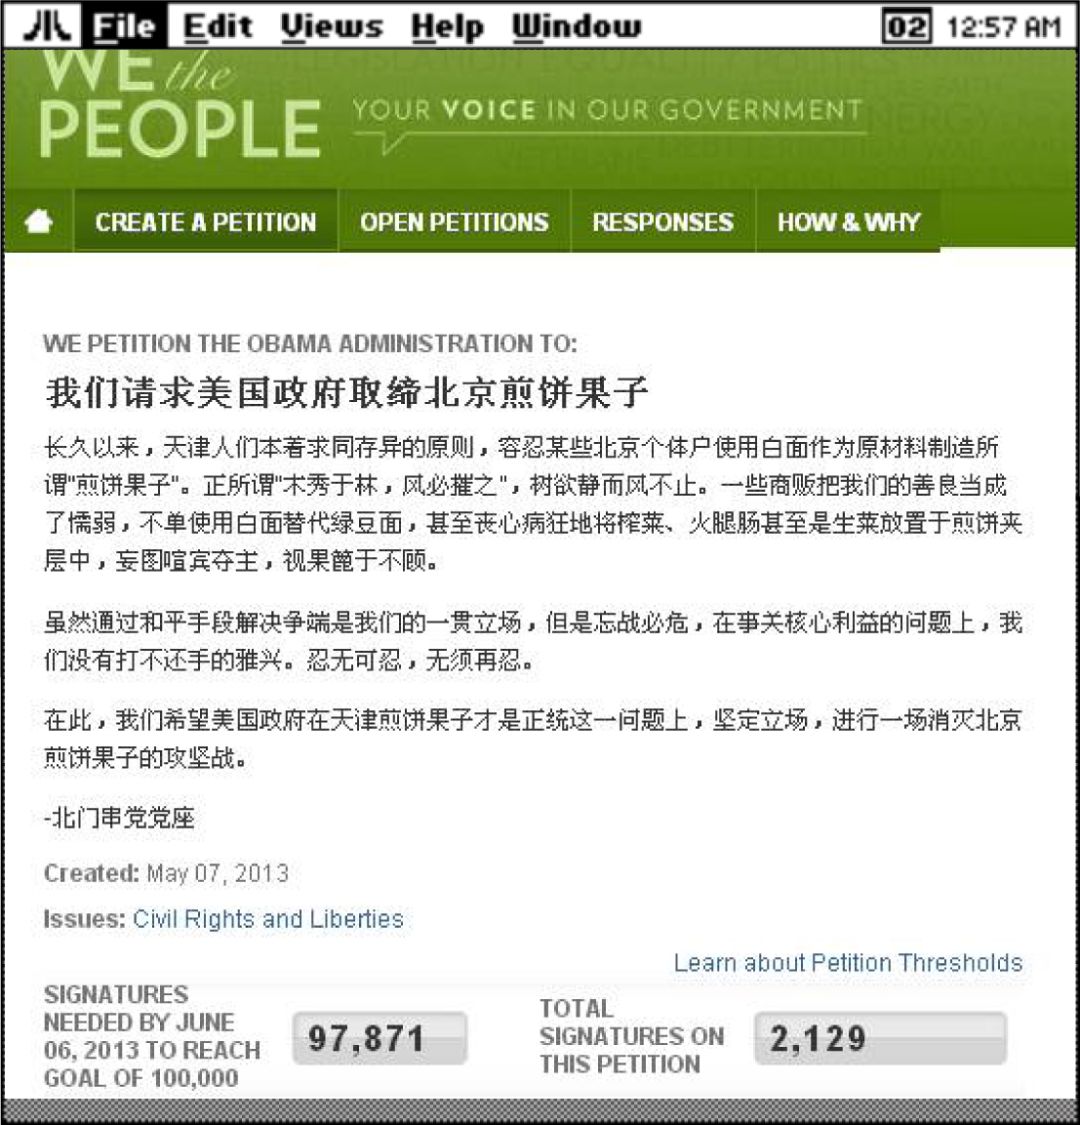 File Edit Views Help Window 02 12:57 AM
WE the
PEOPLE
YOUR VOICE IN OUR GOVERNMENT
CREATE A PETITION OPEN PETITIONS RESPONSES HOW & WHY
WE PETITION THE OBAMA ADMINISTRATION TO:
我们请求美国政府取缔北京煎饼果子
长久以来，天津人们本着求同存异的原则，容忍某些北京个体户使用白面作为原材料制造所
谓"煎饼果子"。正所谓"木秀于林，风必摧之"，树欲静而风不止。一些商贩把我们的善良当成
了懦弱，不单使用白面替代绿豆面，甚至丧心病狂地将榨菜、火腿肠甚至是生菜放置于煎饼夹
层中，妄图喧宾夺主，视果篦于不顾。
虽然通过和平手段解决争端是我们的一贯立场，但是忘战必危，在事关核心利益的问题上，我
们没有打不还手的雅兴。忍无可忍，无须再忍。
在此，我们希望美国政府在天津煎饼果子才是正统这一问题上，坚定立场，进行一场消灭北京
煎饼果子的攻坚战。
-北门串党党座
Created: May 07, 2013
Issues: Civil Rights and Liberties
Learn about Petition Thresholds
SIGNATURES
NEEDED BY JUNE
06, 2013 TO REACH
GOAL OF 100,000
97,871
TOTAL
SIGNATURES ON
THIS PETITION
2,129